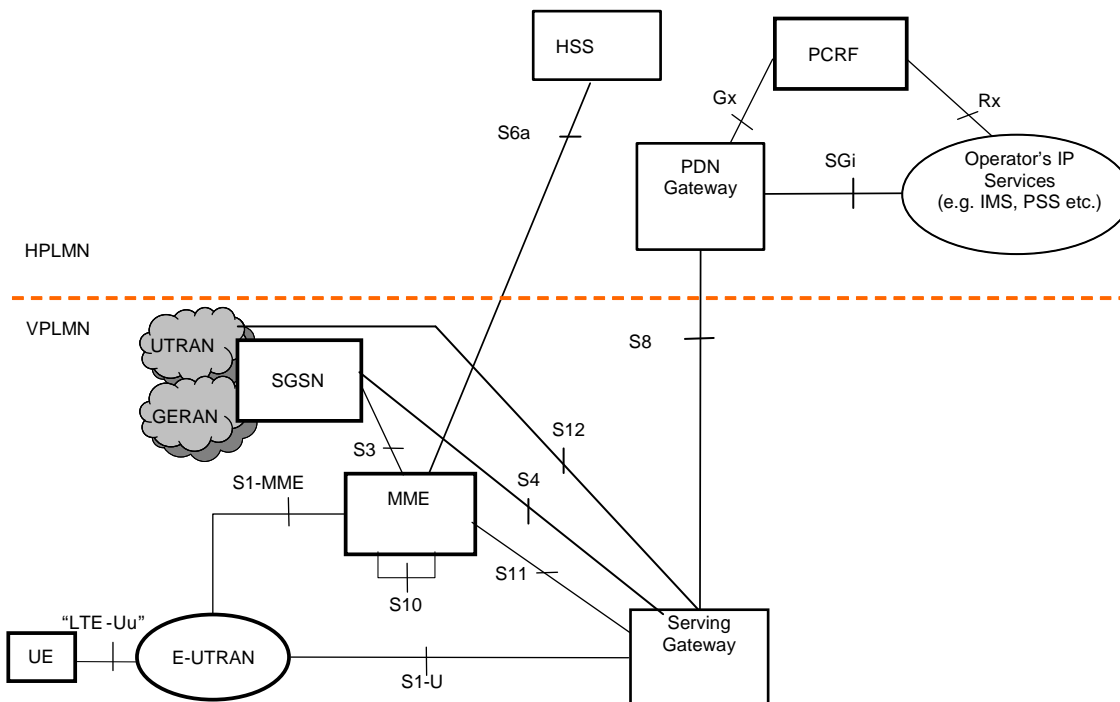 HSS
PCRF
Gx
Rx
S6a
PDN
Gateway
SGi
Operator's IP
Services
(e.g. IMS, PSS etc.)
HPLMN
VPLMN
UTRAN
SGSN
GERAN
S8
S3
S12
S4
S1-MME
MME
S11
S10
"LTE-Uu"
UE
E-UTRAN
S1-U
Serving
Gateway